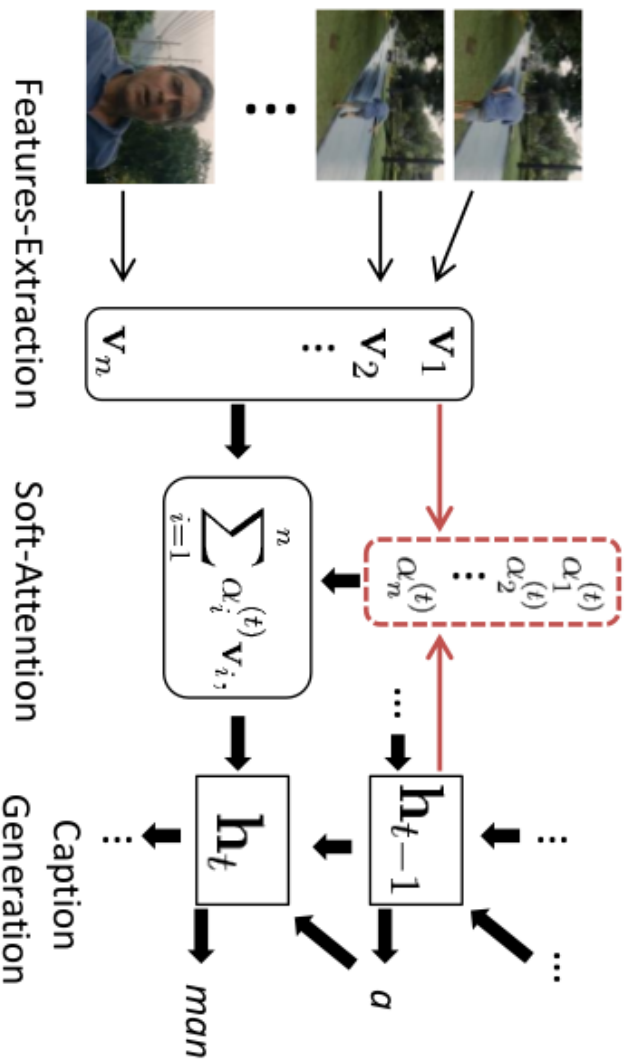 ...
v₁
v₂
...
vₙ
α₁⁽ᵗ⁾
α₂⁽ᵗ⁾
...
αₙ⁽ᵗ⁾
∑ᵢ₌₁ⁿ αᵢ⁽ᵗ⁾vᵢ,
...
...
...
hₜ₋₁
a
hₜ
man
...
Features-Extraction
Soft-Attention
Caption
Generation